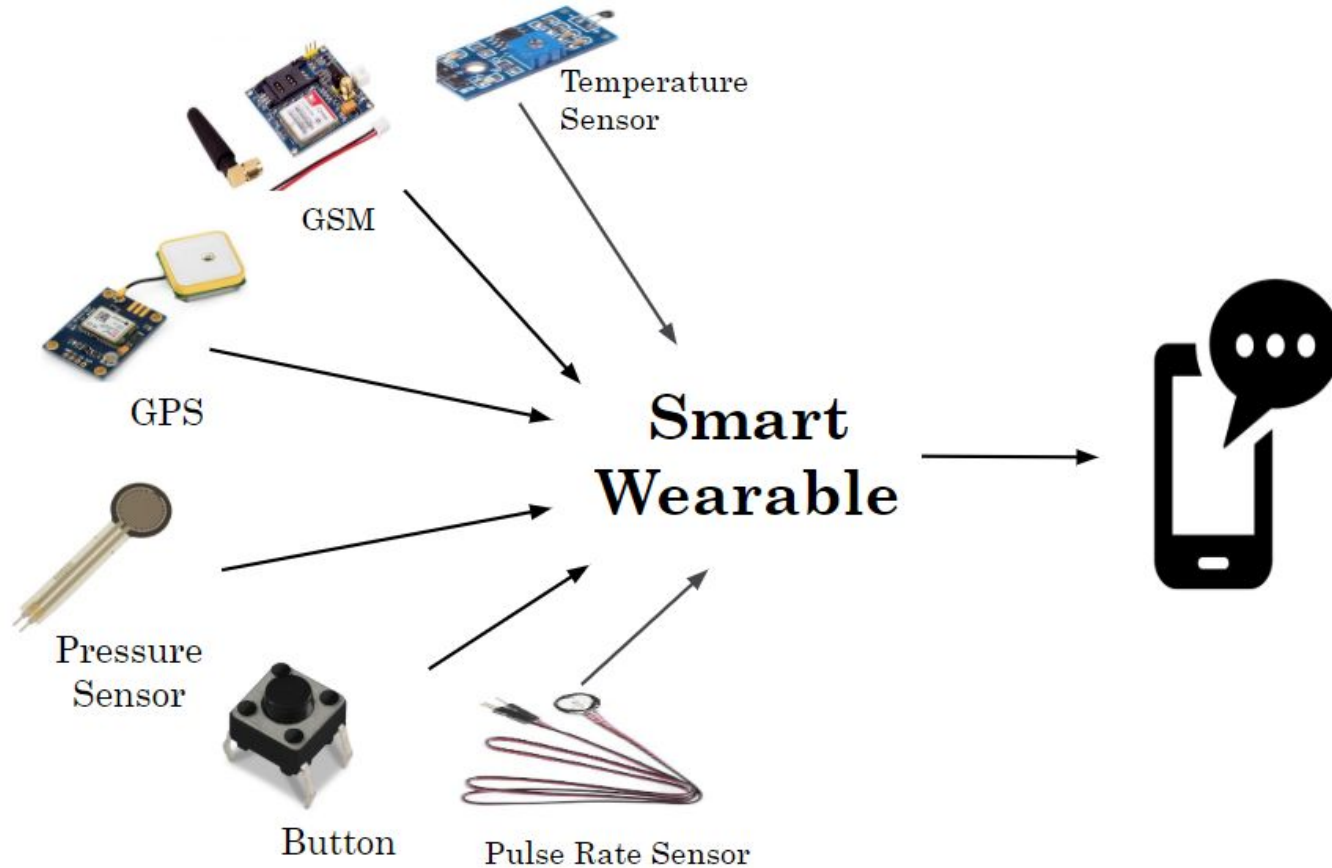 Temperature
Sensor
GSM
GPS
Smart
Wearable
Pressure
Sensor
Button
Pulse Rate Sensor